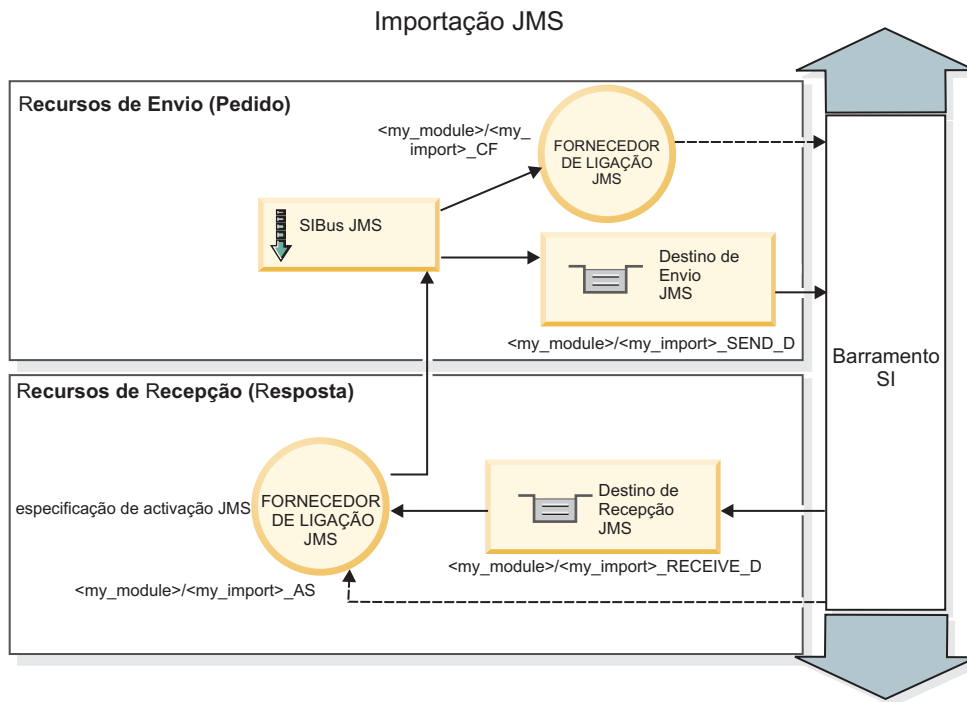 Importação JMS
Recursos de Envio (Pedido)
<my_module>/<my_
import>_CF
FORNECEDOR
DE LIGAÇÃO
JMS
SIBus JMS
Destino de
Envio
JMS
<my_module>/<my_import>_SEND_D
Barramento
SI
Recursos de Recepção (Resposta)
especificação de activação JMS
FORNECEDOR
DE LIGAÇÃO
JMS
Destino de
Recepção
JMS
<my_module>/<my_import>_RECEIVE_D
<my_module>/<my_import>_AS